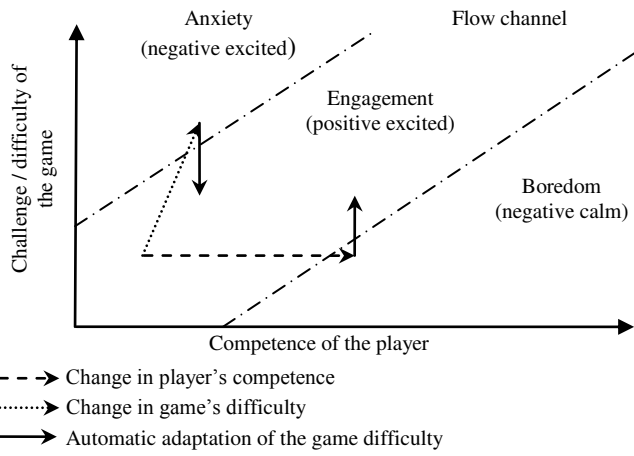 Anxiety
(negative excited)
Flow channel
Challenge / difficulty of
the game
Engagement
(positive excited)
Boredom
(negative calm)
Competence of the player
Change in player's competence
Change in game's difficulty
Automatic adaptation of the game difficulty